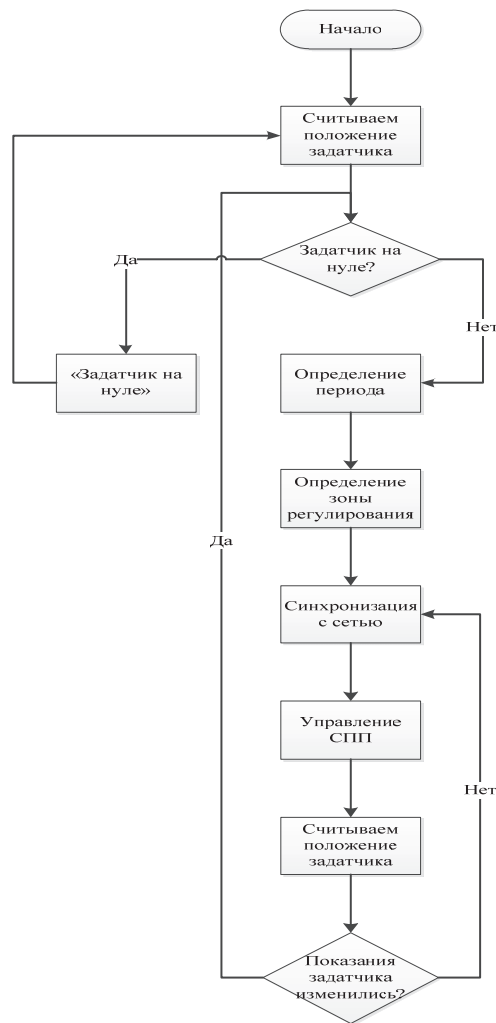 Начало
Считываем
положение
задатчика
Задатчик на
нуле?
Да
Нет
«Задатчик на
нуле»
Определение
периода
Определение
зоны
регулирования
Да
Синхронизация
с сетью
Управление
СПП
Нет
Считываем
положение
задатчика
Показания
задатчика
изменились?